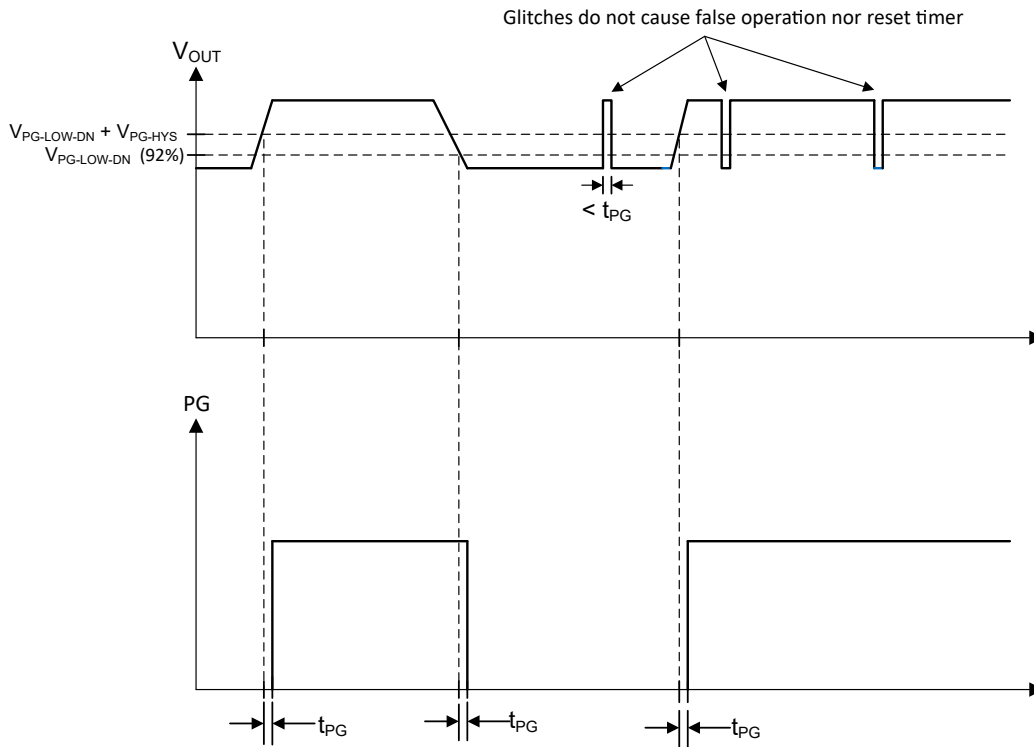 Glitches do not cause false operation nor reset timer
VOUT
VPG-LOW-DN + VPG-HYS
VPG-LOW-DN (92%)
< tPG
PG
tPG
tPG
tPG